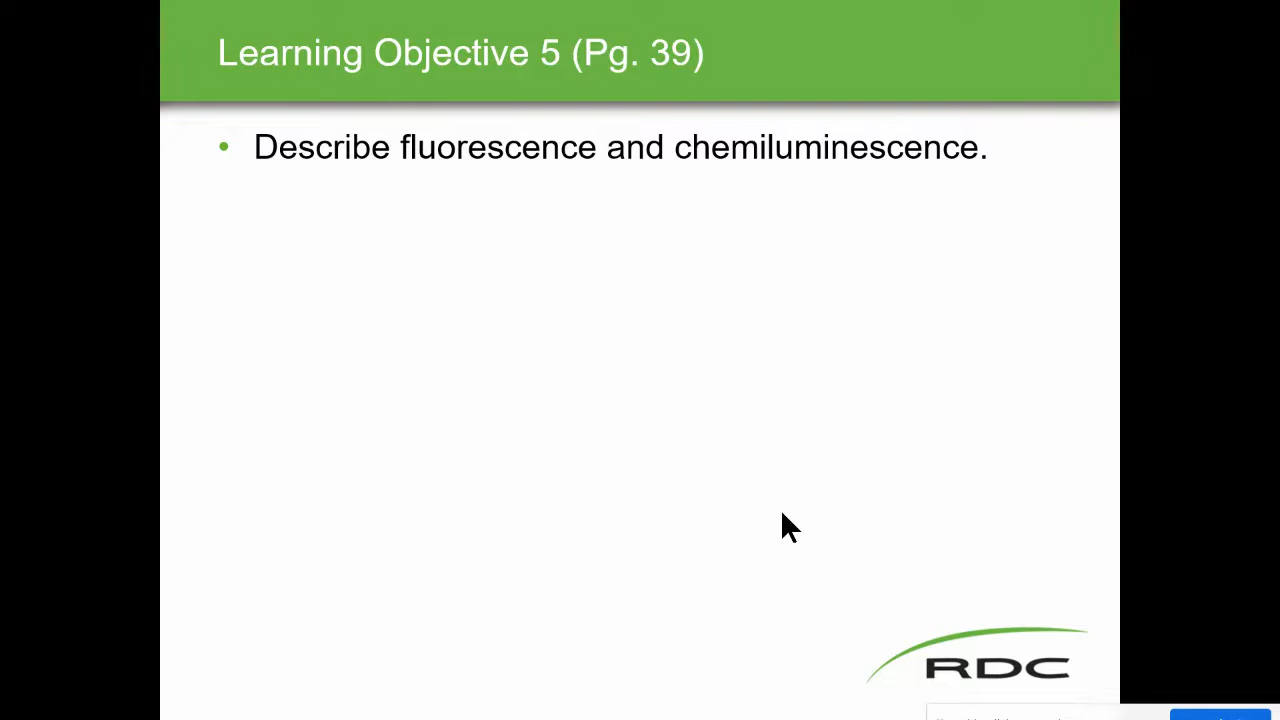 Learning Objective 5 (Pg. 39)
• Describe fluorescence and chemiluminescence.
RDC